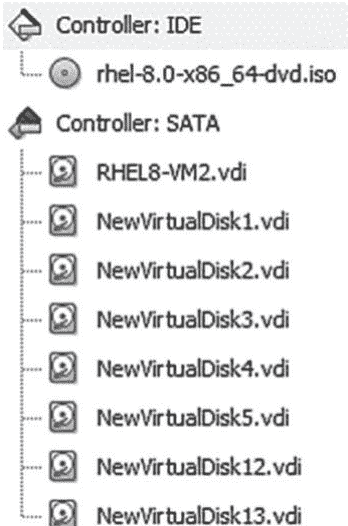 Controller: IDE
rhel-8.0-x86_64-dvd.iso
Controller: SATA
RHEL8-VM2.vdi
NewVirtualDisk1.vdi
NewVirtualDisk2.vdi
NewVirtualDisk3.vdi
NewVirtualDisk4.vdi
NewVirtualDisk5.vdi
NewVirtualDisk12.vdi
NewVirtualDisk13.vdi